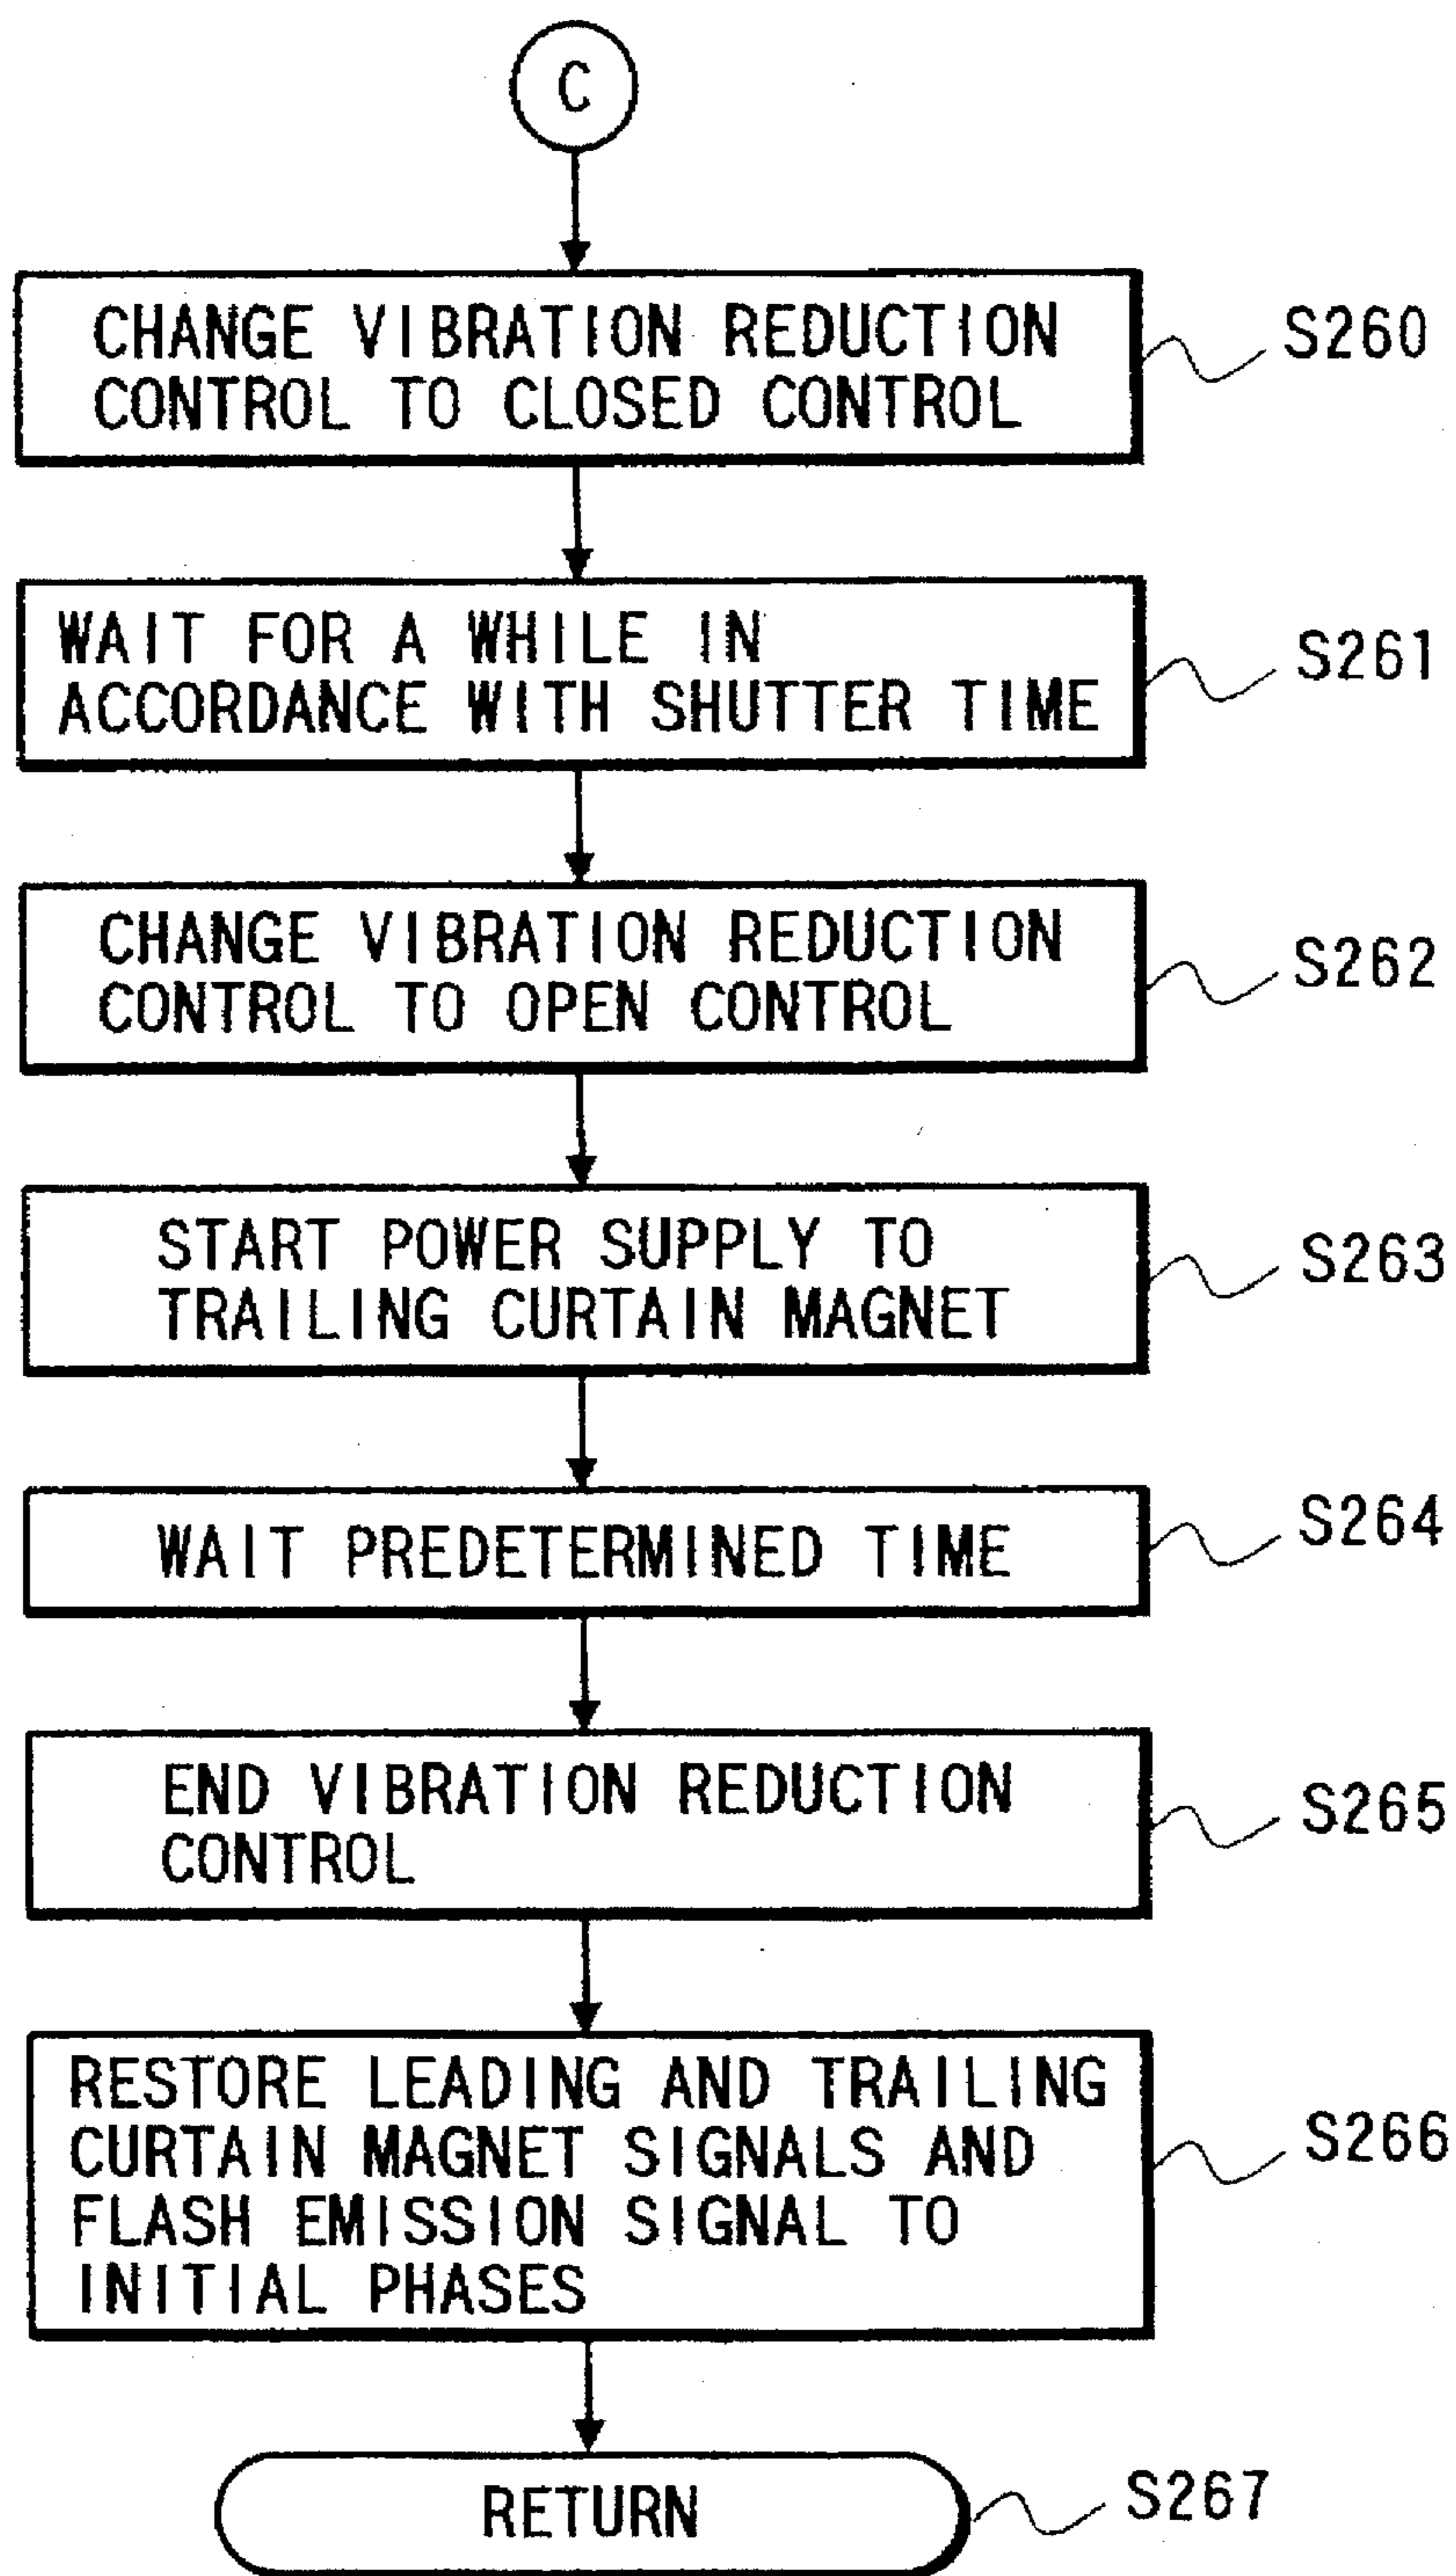 C
CHANGE VIBRATION REDUCTION
CONTROL TO CLOSED CONTROL
S260
WAIT FOR A WHILE IN
ACCORDANCE WITH SHUTTER TIME
S261
CHANGE VIBRATION REDUCTION
CONTROL TO OPEN CONTROL
S262
START POWER SUPPLY TO
TRAILING CURTAIN MAGNET
S263
WAIT PREDETERMINED TIME
S264
END VIBRATION REDUCTION
CONTROL
S265
RESTORE LEADING AND TRAILING
CURTAIN MAGNET SIGNALS AND
FLASH EMISSION SIGNAL TO
INITIAL PHASES
S266
RETURN
S267